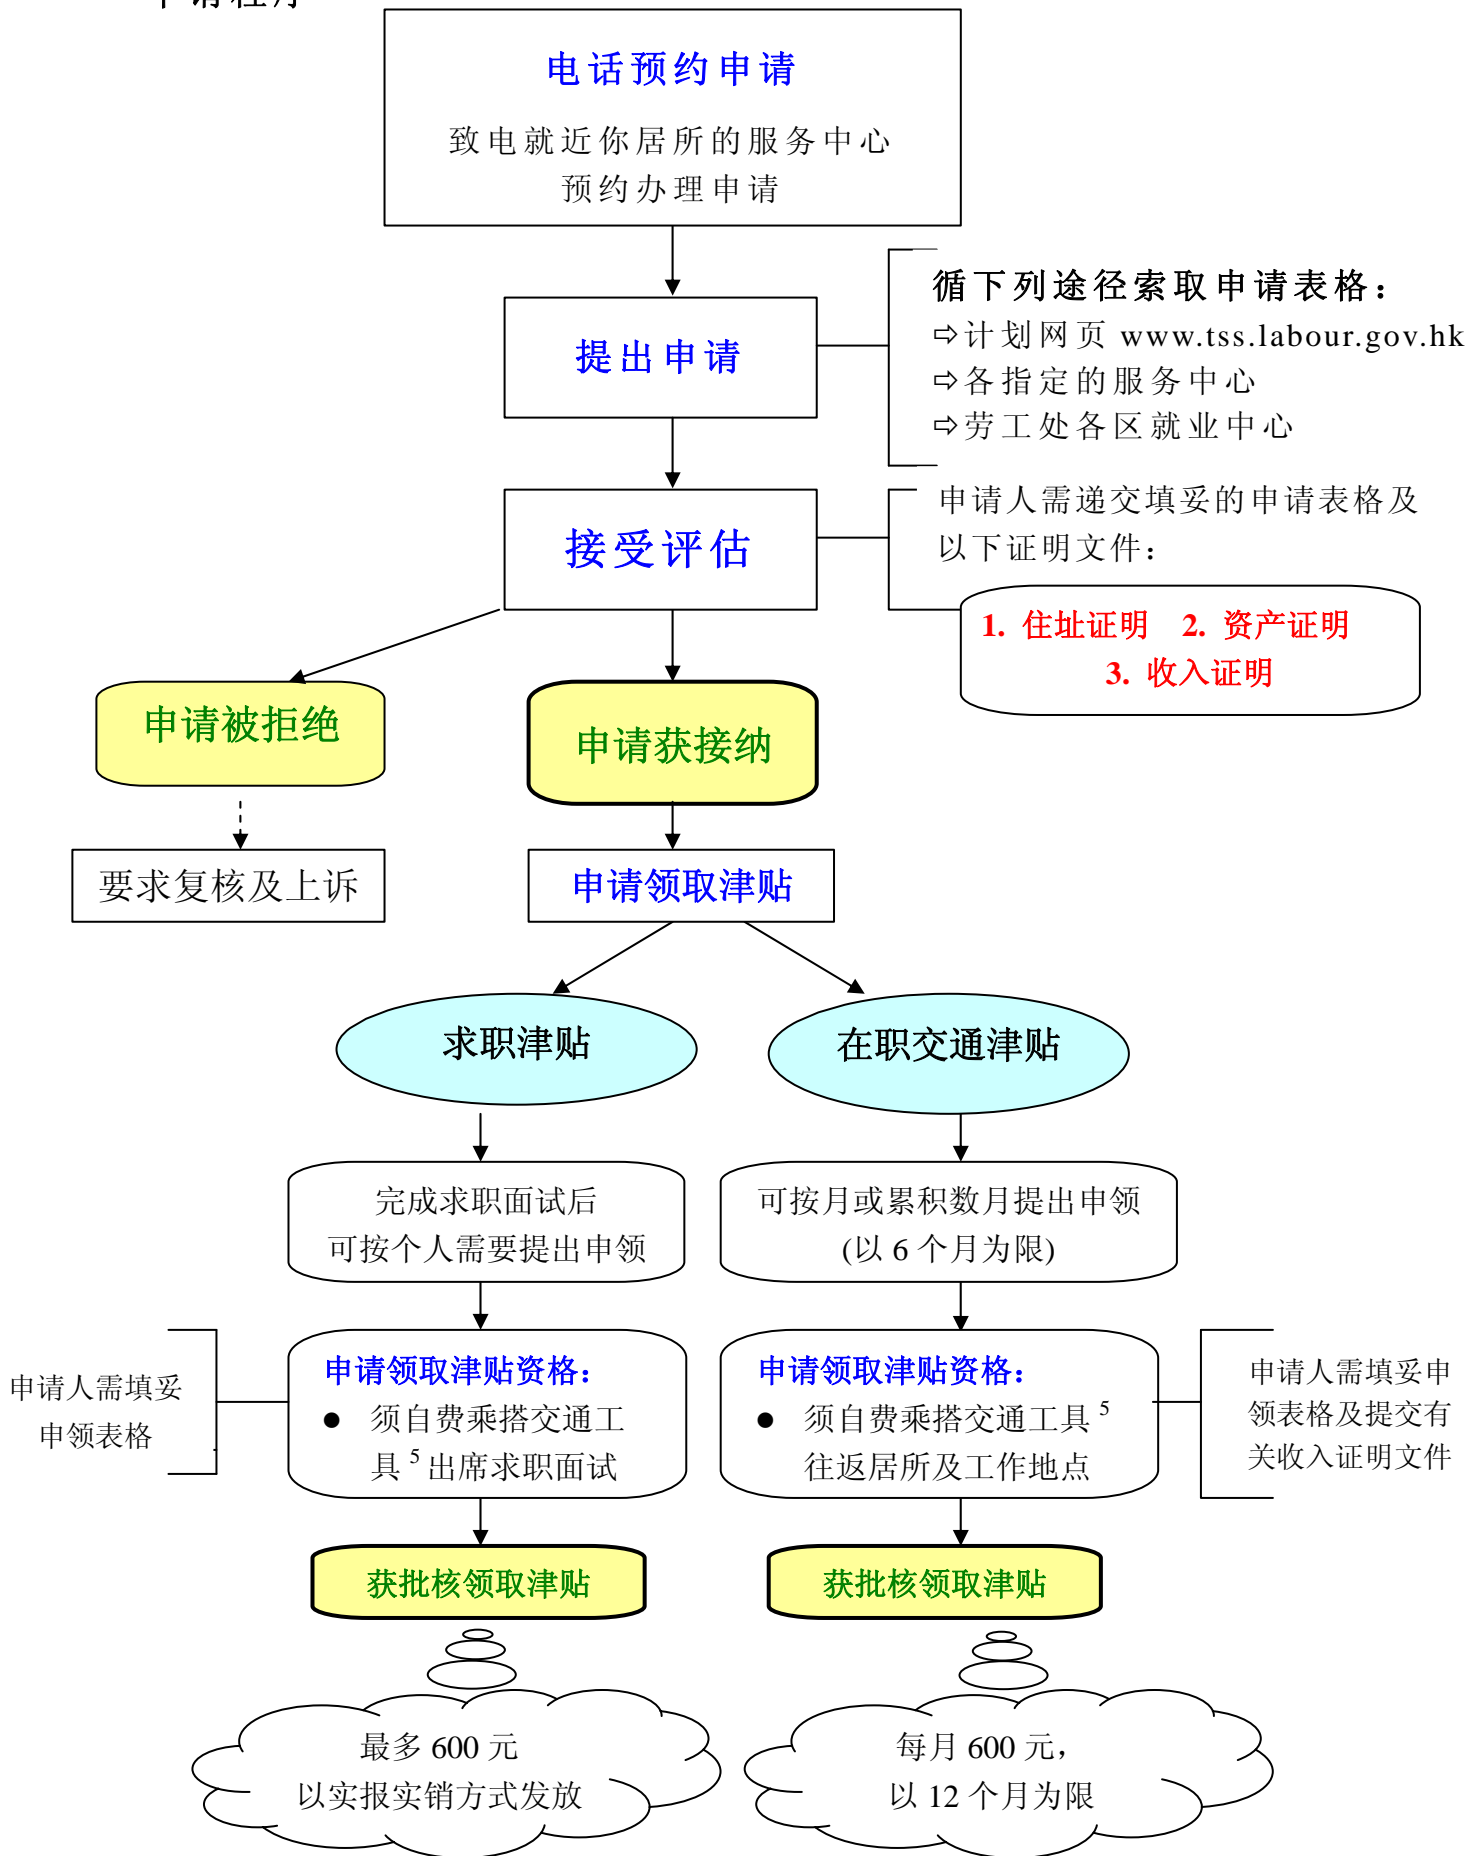 申请程序
电话预约申请
致电就近你居所的服务中心
预约办理申请
提出申请
循下列途径索取申请表格：
⇨计划网页 www.tss.labour.gov.hk
⇨各指定的服务中心
⇨劳工处各区就业中心
接受评估
申请人需递交填妥的申请表格及
以下证明文件：
1. 住址证明 2. 资产证明
3. 收入证明
申请被拒绝
申请获接纳
要求复核及上诉
申请领取津贴
求职津贴
在职交通津贴
完成求职面试后
可按个人需要提出申领
可按月或累积数月提出申领
(以 6 个月为限)
申请人需填妥
申领表格
申请领取津贴资格：
● 须自费乘搭交通工
具 5 出席求职面试
申请领取津贴资格：
● 须自费乘搭交通工具 5
往返居所及工作地点
申请人需填妥申
领表格及提交有
关收入证明文件
获批核领取津贴
获批核领取津贴
最多 600 元
以实报实销方式发放
每月 600 元，
以 12 个月为限